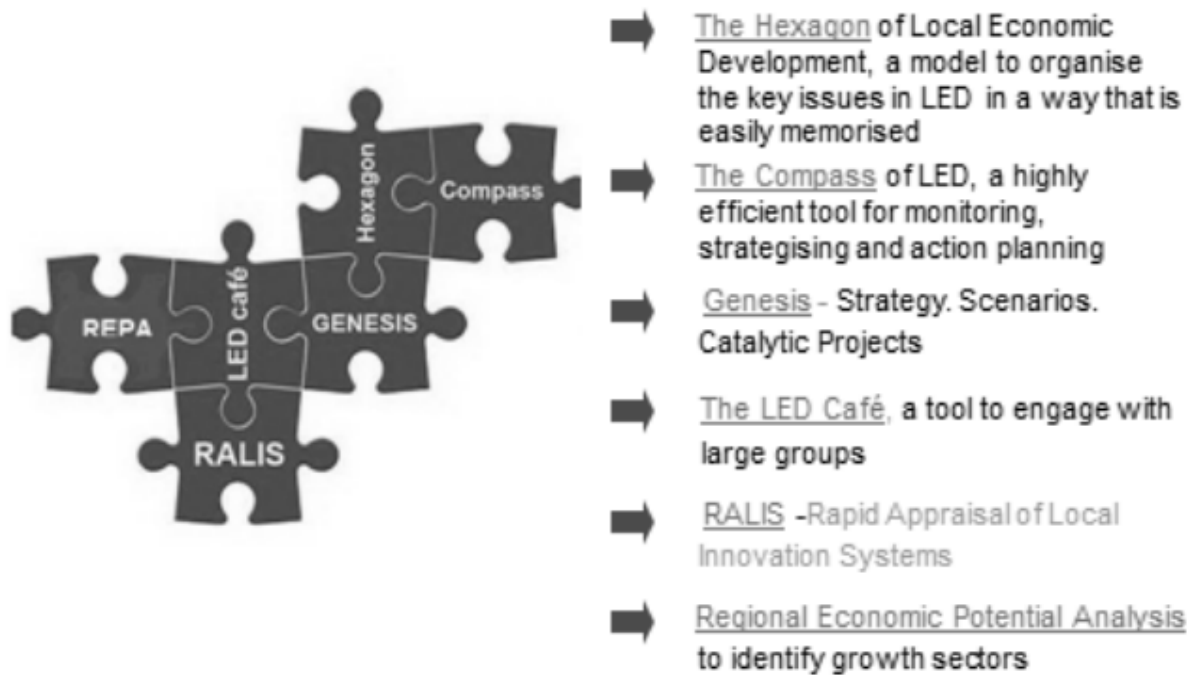 Hexagon
Compass
REPA
LED café
GENESIS
RALIS
The Hexagon of Local Economic
Development, a model to organise
the key issues in LED in a way that is
easily memorised
The Compass of LED, a highly
efficient tool for monitoring,
strategising and action planning
Genesis - Strategy. Scenarios.
Catalytic Projects
The LED Café, a tool to engage with
large groups
RALIS -Rapid Appraisal of Local
Innovation Systems
Regional Economic Potential Analysis
to identify growth sectors